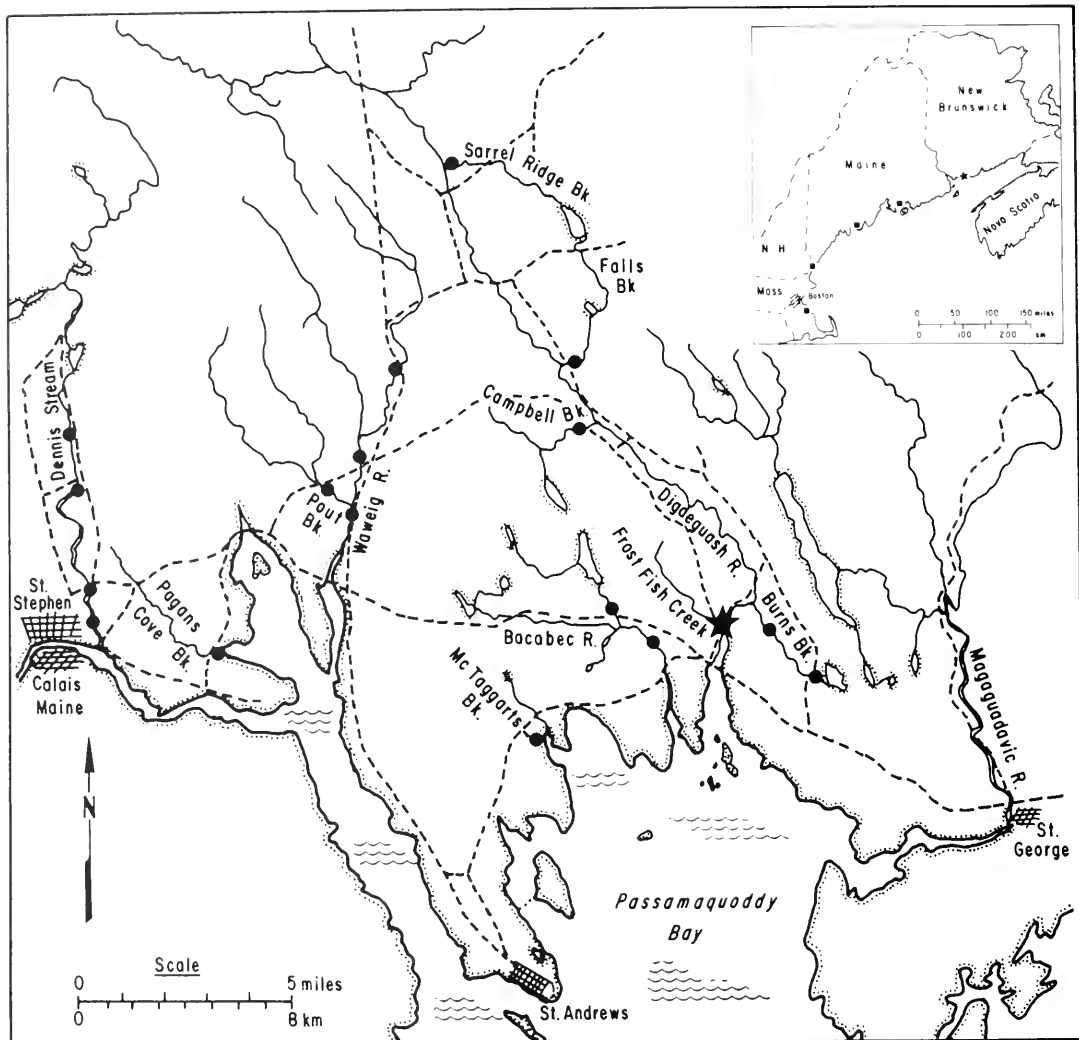 New
Brunswick
Maine
Nova Scotia
N H
Mass
Boston
0 50 100 150 miles
100 200
km
Sarrel Ridge Bk
Falls
Bk
Campbell Bk.
Dennis Stream
Pout
Bk
Waweig R.
Digdeguash R.
Frost Fish Creek
Burns Bk.
St.
Stephen
Pagans
Cove
Bk
Bacabec R.
Mc Taggarts
Bk.
Magaguadavic R.
Calais
Maine
N
St.
George
Passamaquoddy
Bay
Scale
0 5 miles
0 8 km
St. Andrews